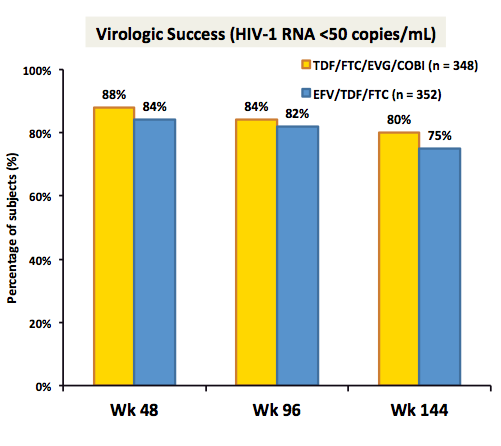 Virologic Success (HIV-1 RNA <50 copies/mL)
TDF/FTC/EVG/COBI (n = 348)
EFV/TDF/FTC (n = 352)
Percentage of subjects (%)
100%
80%
60%
40%
20%
0%
88%
84%
84%
82%
80%
75%
Wk 48
Wk 96
Wk 144